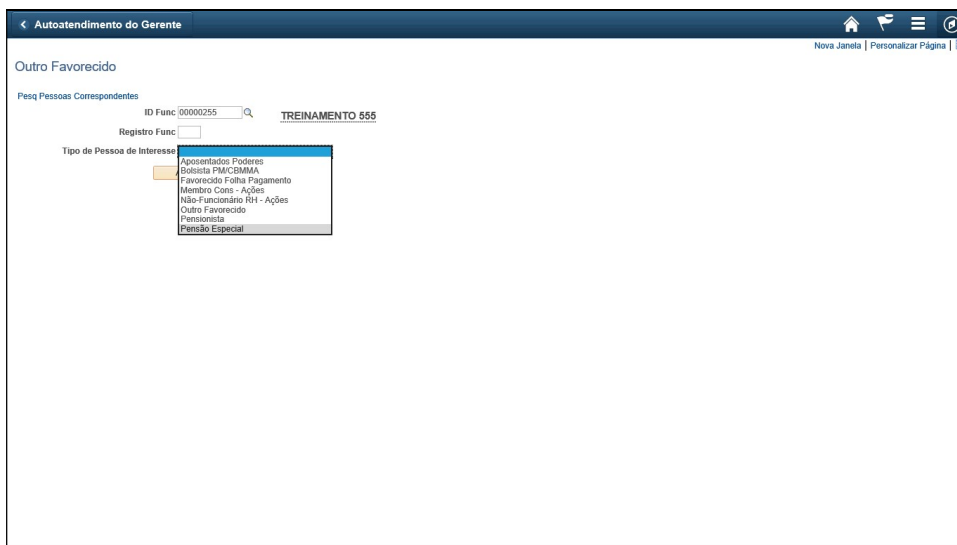 Autoatendimento do Gerente
Nova Janela | Personalizar Página |
Outro Favorecido
Pesq Pessoas Correspondentes
ID Func 00000255 TREINAMENTO 555
Registro Func
Tipo de Pessoa de Interesse
Aposentados Poderes
Bolsista PM/CBMMA
Favorecido Folha Pagamento
Membro Cons - Ações
Não-Funcionário RH - Ações
Outro Favorecido
Pensionista
Pensão Especial